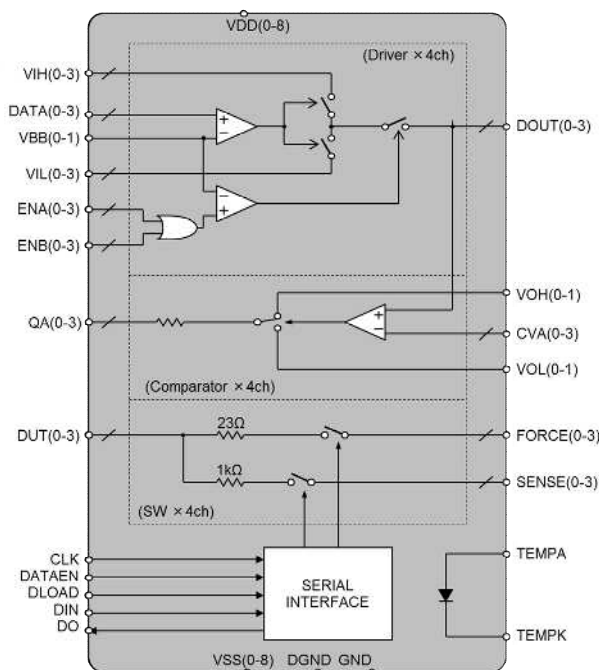 VDD(0-8)
(Driver × 4ch)
VIH(0-3)
DATA(0-3)
VBB(0-1)
VIL(0-3)
ENA(0-3)
ENB(0-3)
+
−
−
+
DOUT(0-3)
QA(0-3)
+
−
VOH(0-1)
CVA(0-3)
VOL(0-1)
(Comparator × 4ch)
DUT(0-3)
23Ω
1kΩ
FORCE(0-3)
SENSE(0-3)
(SW × 4ch)
CLK
DATAEN
DLOAD
DIN
DO
SERIAL
INTERFACE
TEMPA
TEMPK
VSS(0-8) DGND GND